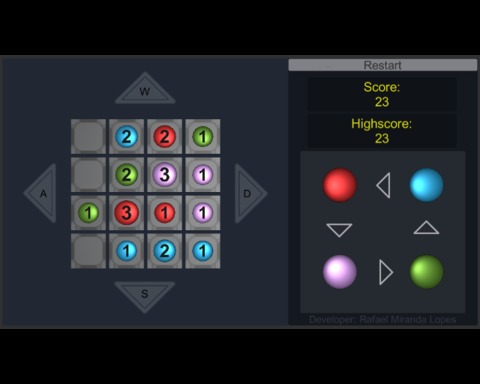 Restart
Score:
23
Highscore:
23
W
A
D
S
2 2 1
2 3 1
1 3 1 1
1 2 1
Developer: Rafael Miranda Lopes